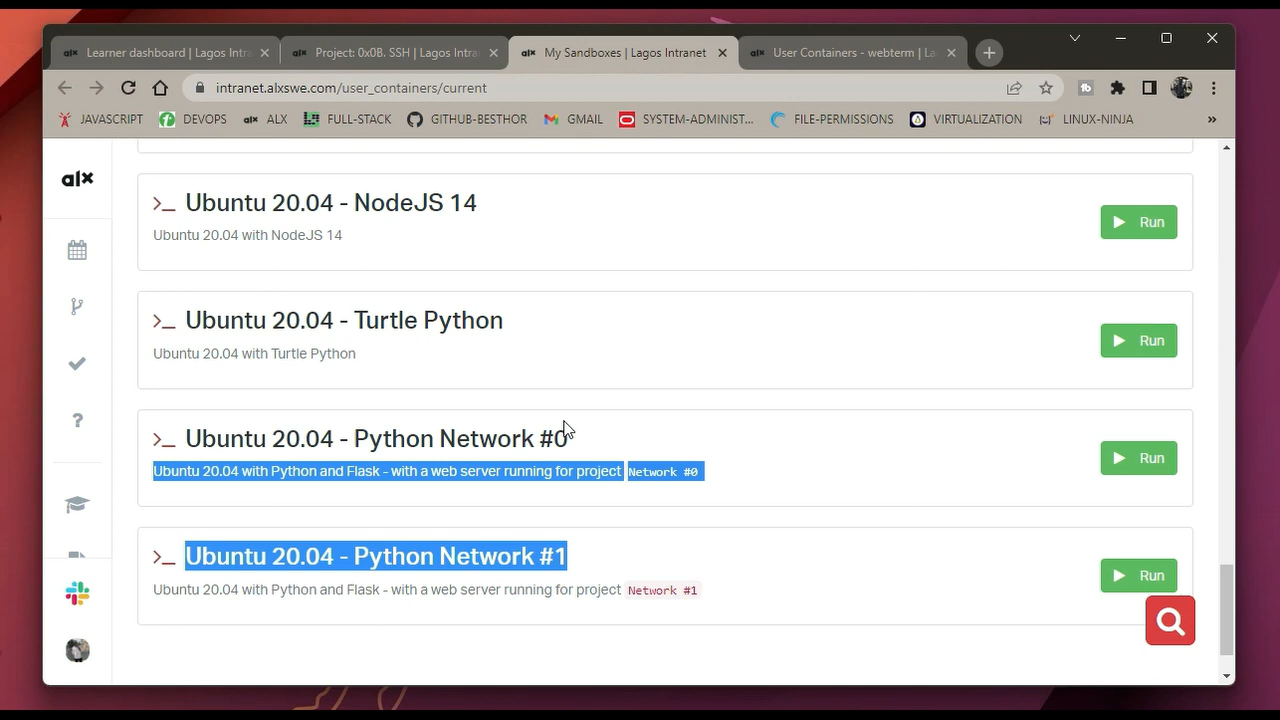 alx Learner dashboard | Lagos Intra
alx Project: 0x0B. SSH | Lagos Intra
alx My Sandboxes | Lagos Intranet
alx User Containers - webterm | La
intranet.alxswe.com/user_containers/current
JAVASCRIPT DEVOPS alx ALX FULL-STACK GITHUB-BESTHOR GMAIL SYSTEM-ADMINIST... FILE-PERMISSIONS VIRTUALIZATION LINUX-NINJA »
alx
>_ Ubuntu 20.04 - NodeJS 14
Ubuntu 20.04 with NodeJS 14
Run
>_ Ubuntu 20.04 - Turtle Python
Ubuntu 20.04 with Turtle Python
Run
>_ Ubuntu 20.04 - Python Network #0
Ubuntu 20.04 with Python and Flask - with a web server running for project Network #0
Run
>_ Ubuntu 20.04 - Python Network #1
Ubuntu 20.04 with Python and Flask - with a web server running for project Network #1
Run